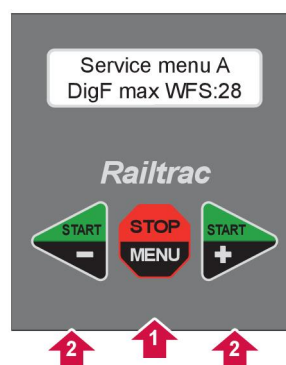 Service menu A
DigF max WFS:28
Railtrac
START STOP START
- MENU +
2 1 2